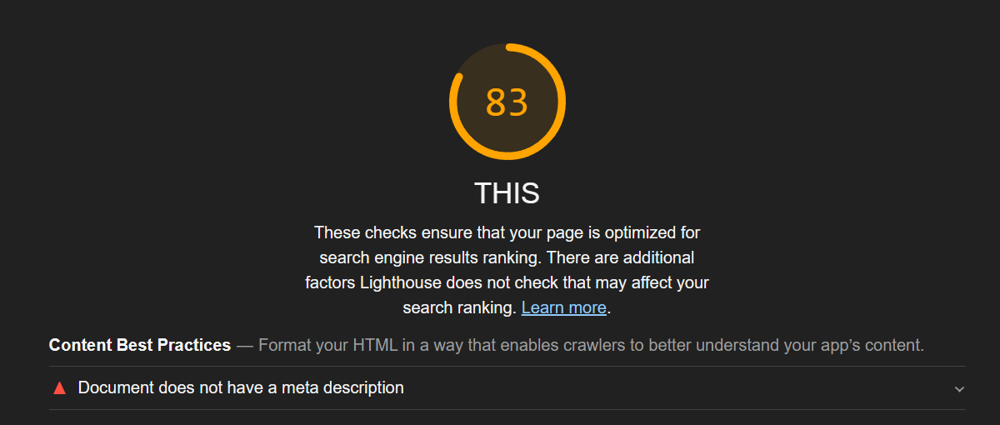 83
THIS
These checks ensure that your page is optimized for
search engine results ranking. There are additional
factors Lighthouse does not check that may affect your
search ranking. Learn more.
Content Best Practices — Format your HTML in a way that enables crawlers to better understand your app’s content.
Document does not have a meta description